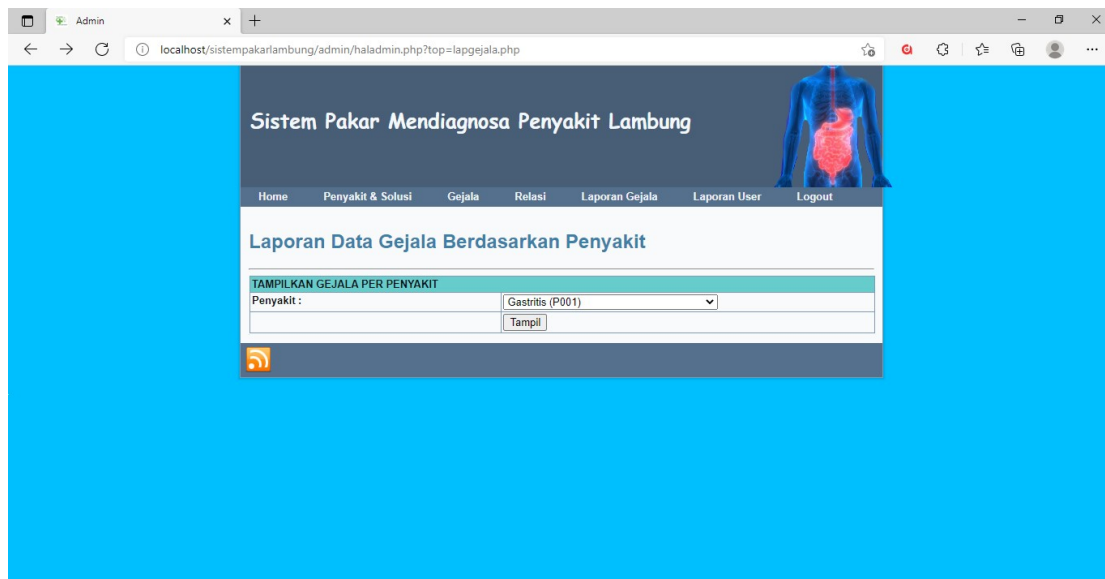 Admin
localhost/sistempakarlambung/admin/haladmin.php?top=lapgejala.php
Sistem Pakar Mendiagnosa Penyakit Lambung
Home Penyakit & Solusi Gejala Relasi Laporan Gejala Laporan User Logout
Laporan Data Gejala Berdasarkan Penyakit
TAMPILKAN GEJALA PER PENYAKIT
Penyakit : Gastritis (P001)
Tampil